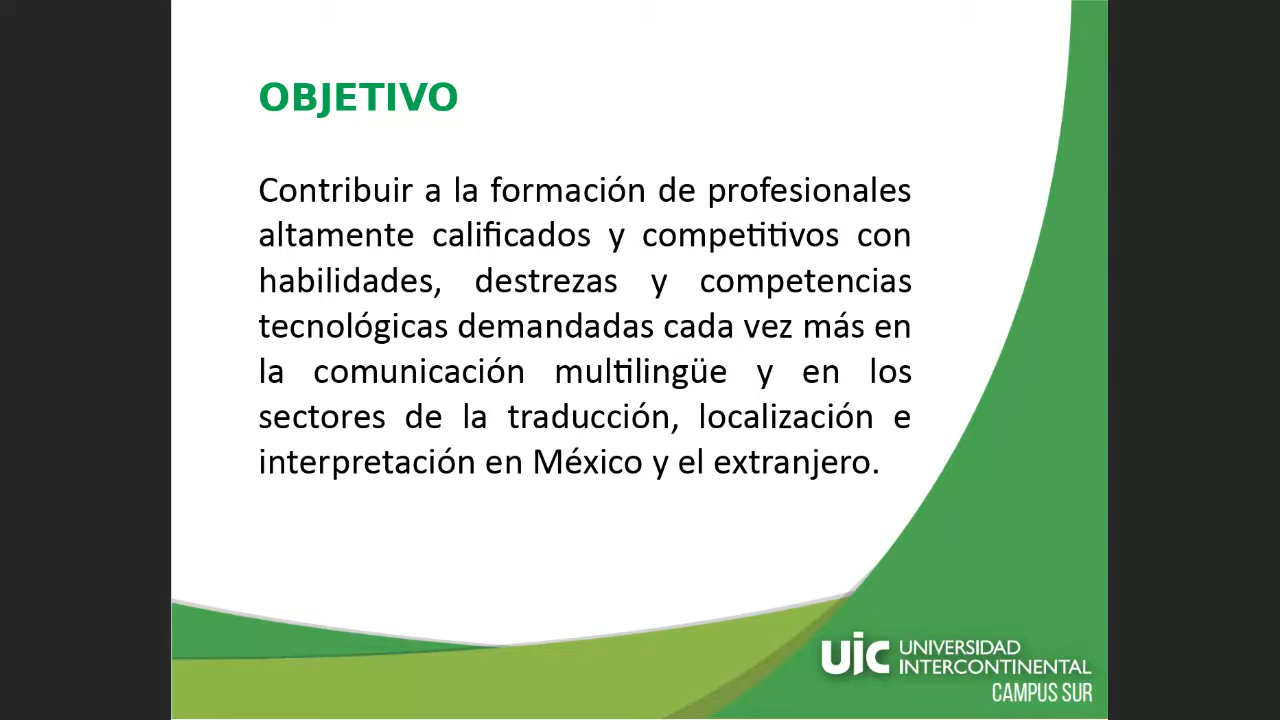 OBJETIVO
Contribuir a la formación de profesionales
altamente calificados y competitivos con
habilidades, destrezas y competencias
tecnológicas demandadas cada vez más en
la comunicación multilingüe y en los
sectores de la traducción, localización e
interpretación en México y el extranjero.
uic UNIVERSIDAD
INTERCONTINENTAL
CAMPUS SUR